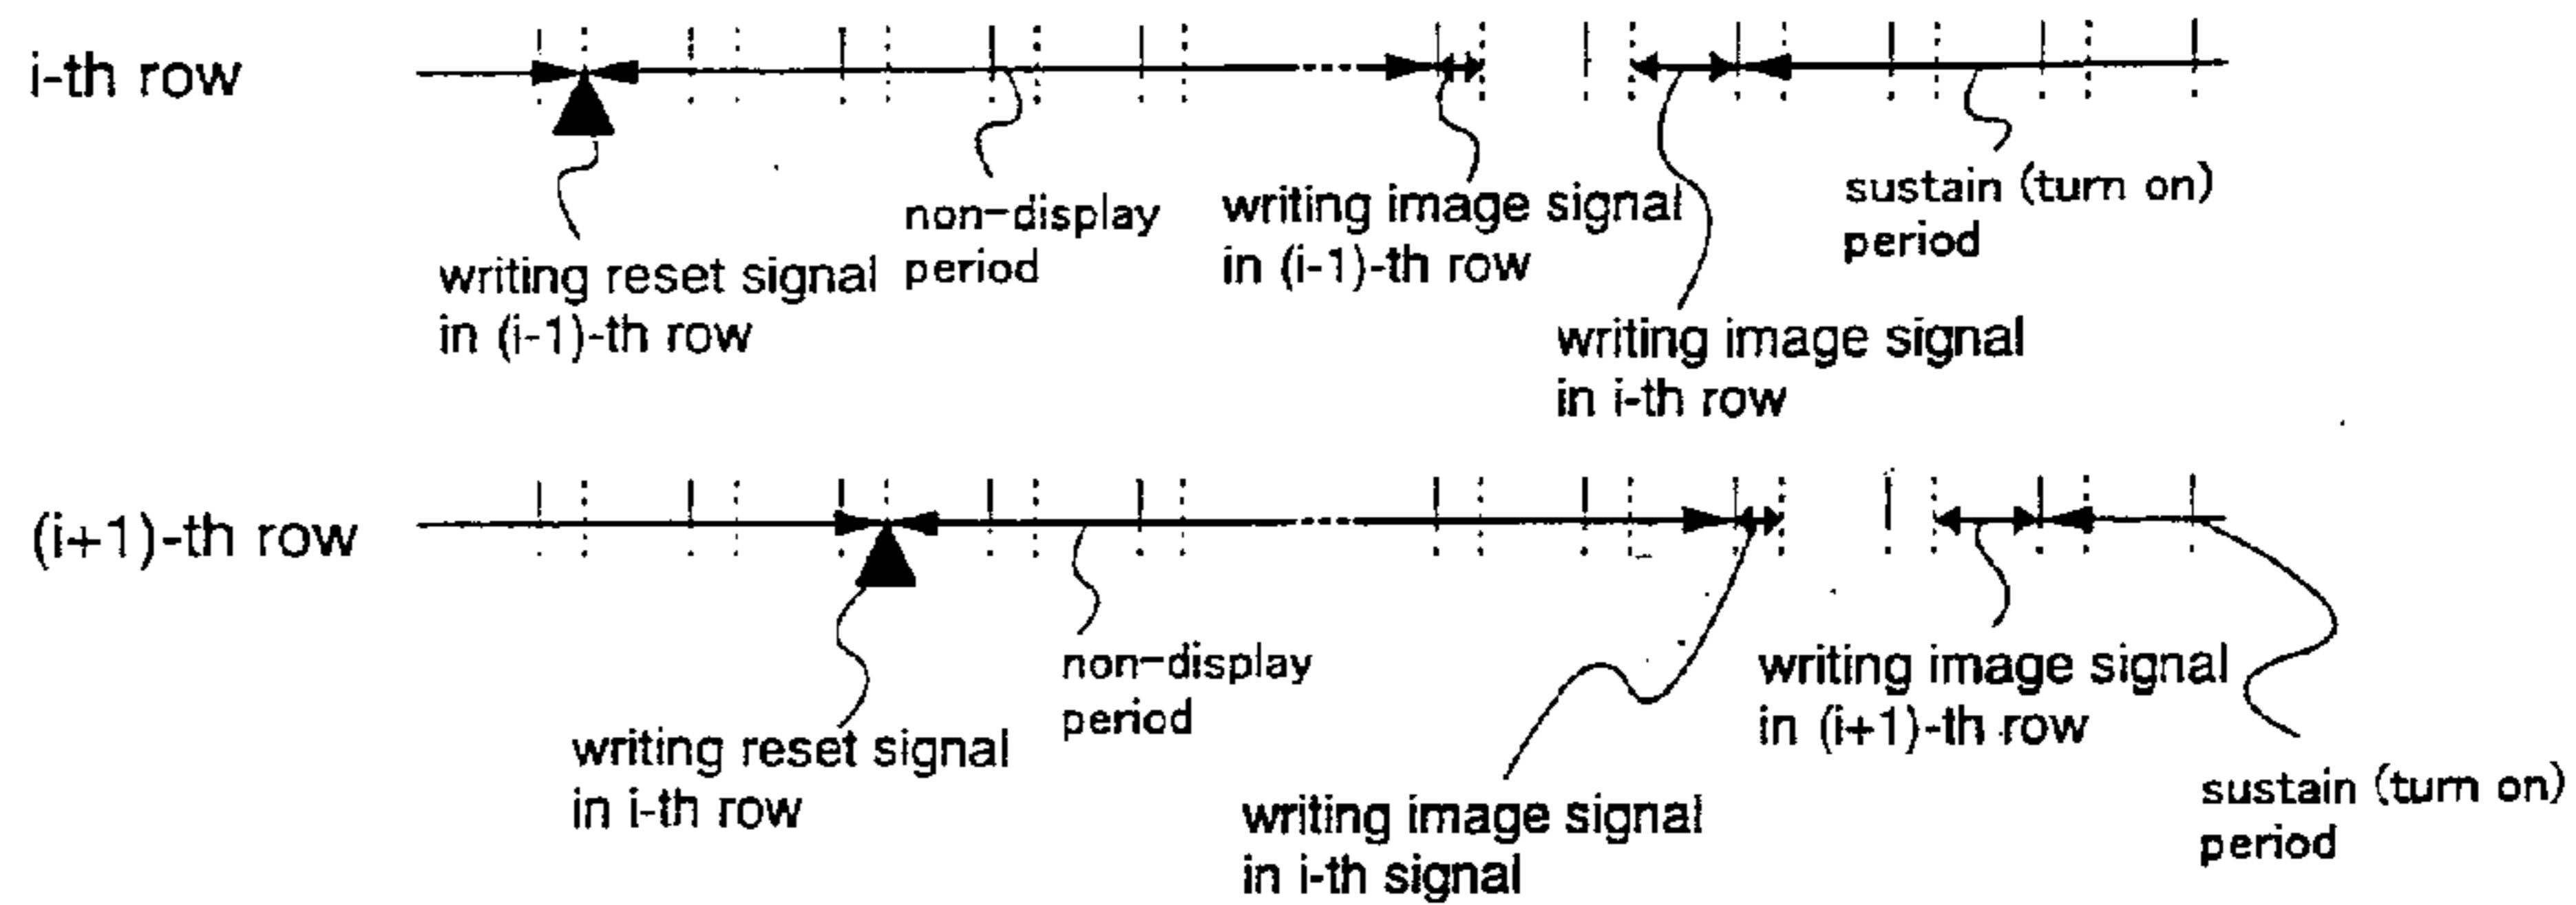 i-th row
non-display
period
writing reset signal
in (i-1)-th row
writing image signal
in (i-1)-th row
sustain (turn on)
period
writing image signal
in i-th row
(i+1)-th row
non-display
period
writing reset signal
in i-th row
writing image signal
in i-th signal
writing image signal
in (i+1)-th row
sustain (turn on)
period